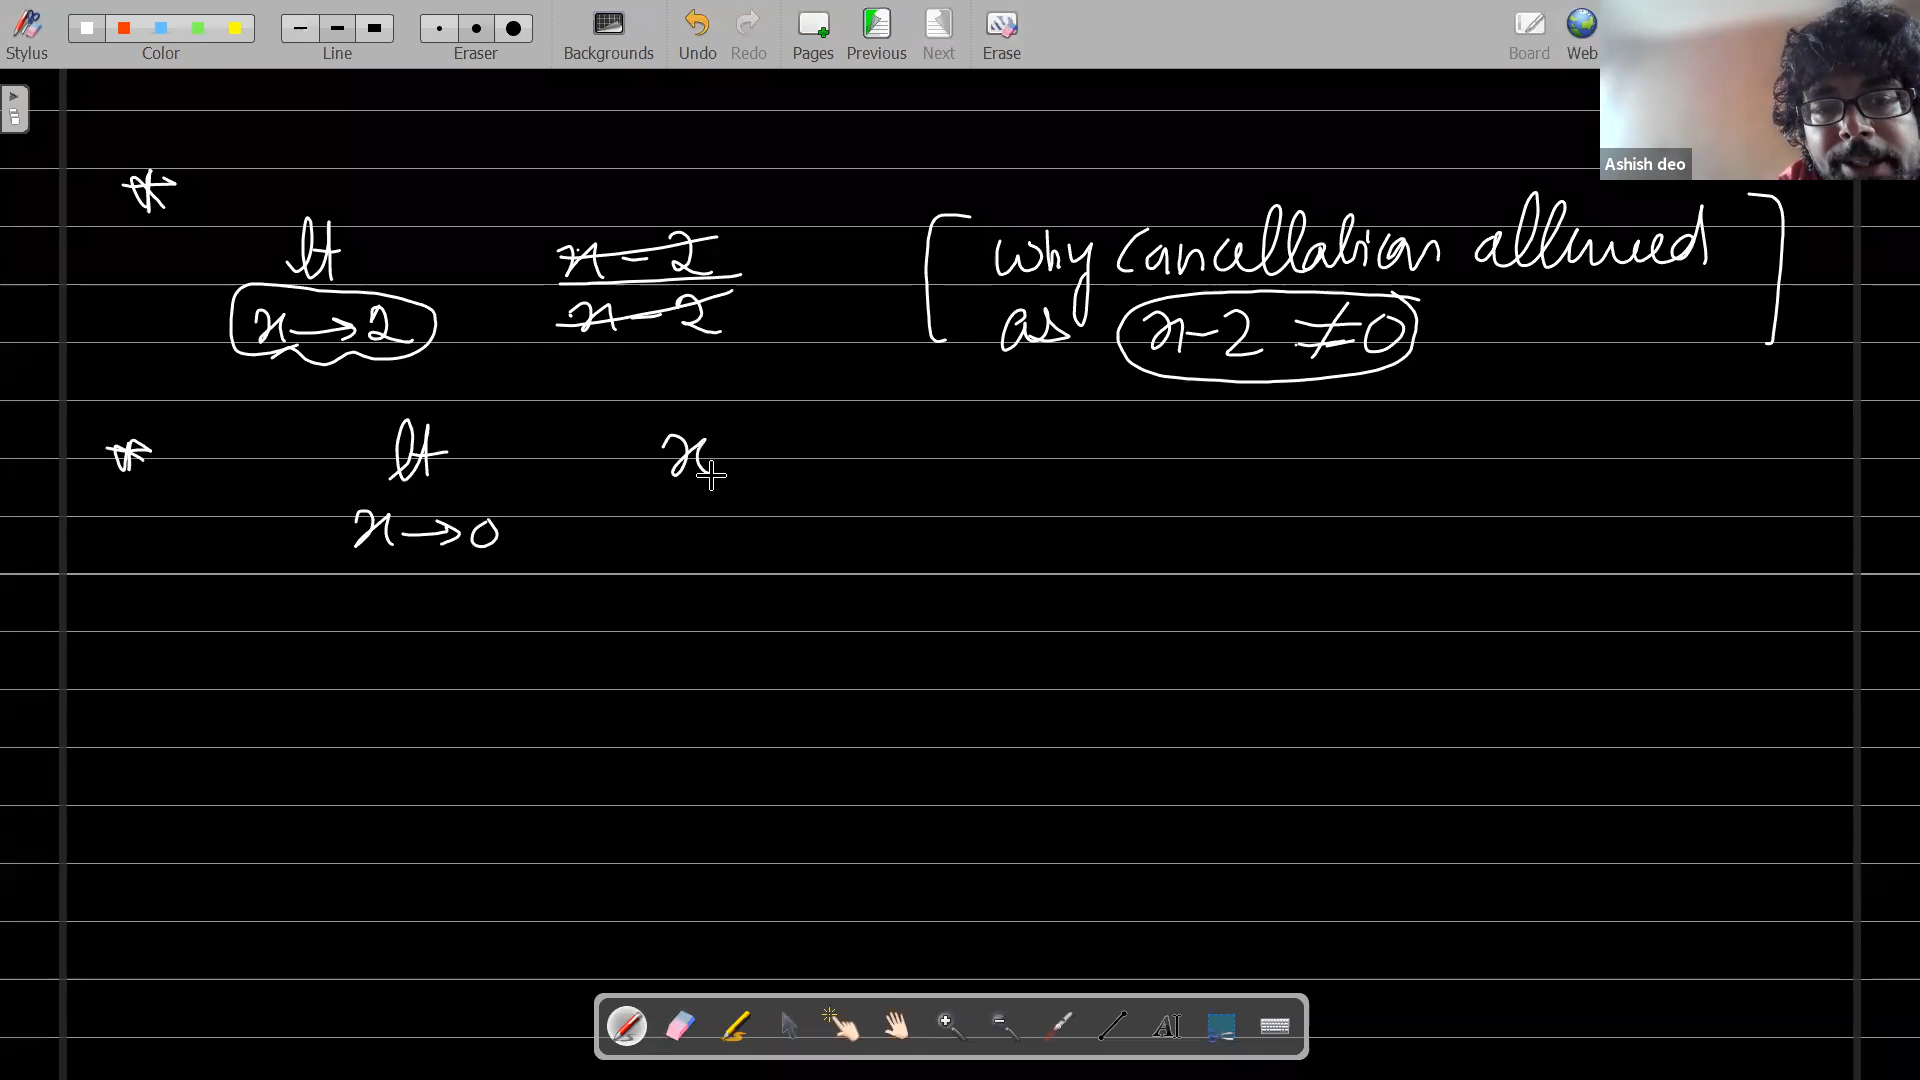 Stylus Color Line Eraser Backgrounds Undo Redo Pages Previous Next Erase Board Web
Ashish deo
lt x-2 [ why cancellation allowed ]
x→2 x-2 as x-2 ≠ 0
lt x
x→0
AI